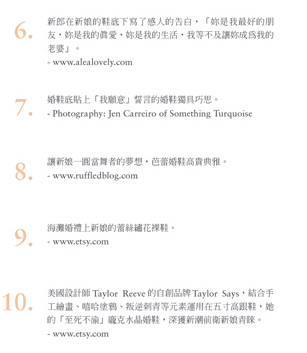 6.
新郎在新娘的鞋底下寫了感人的告白，「妳是我最好的朋
友，妳是我的真愛，妳是我的生活，我等不及讓妳成為我的
老婆」。
- www.alealovely.com
7.
婚鞋底貼上「我願意」誓言的婚鞋獨具巧思。
- Photography: Jen Carreiro of Something Turquoise
8.
讓新娘一圓當舞者的夢想，芭蕾婚鞋高貴典雅。
- www.ruffledblog.com
9.
海灘婚禮上新娘的蕾絲繡花裸鞋。
- www.etsy.com
10.
美國設計師 Taylor Reeve 的自創品牌 Taylor Says，結合手
工繪畫、嘻哈塗鴉、叛逆刺青等元素運用在五寸高跟鞋，她
的「至死不渝」龐克水晶婚鞋，深獲新潮前衛新娘青睞。
- www.etsy.com